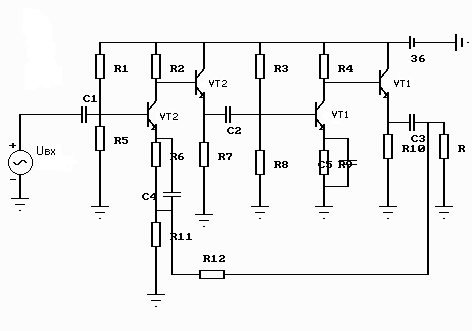 36
R1
R2
R3
R4
VT2
VT1
C1
VT2
VT1
C2
R5
C3
Uвх
R6
R7
R8
C5 R9
R10
R
C4
R11
R12